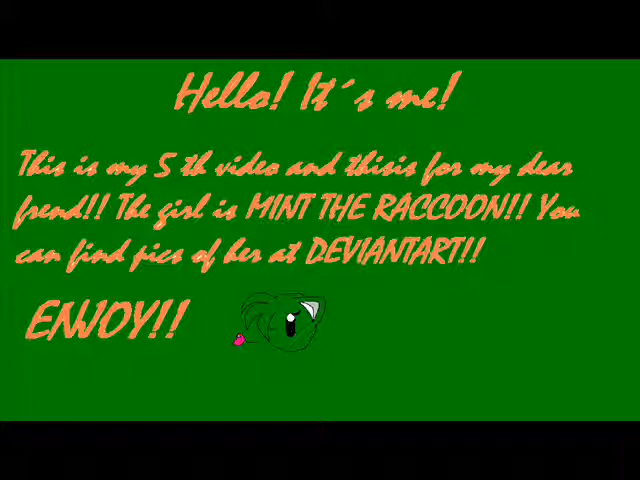 Hello! It´s me!
This is my 5 th video and thisis for my dear
frend!! The girl is MINT THE RACCOON!! You
can find pics of her at DEVIANTART!!
ENJOY!!